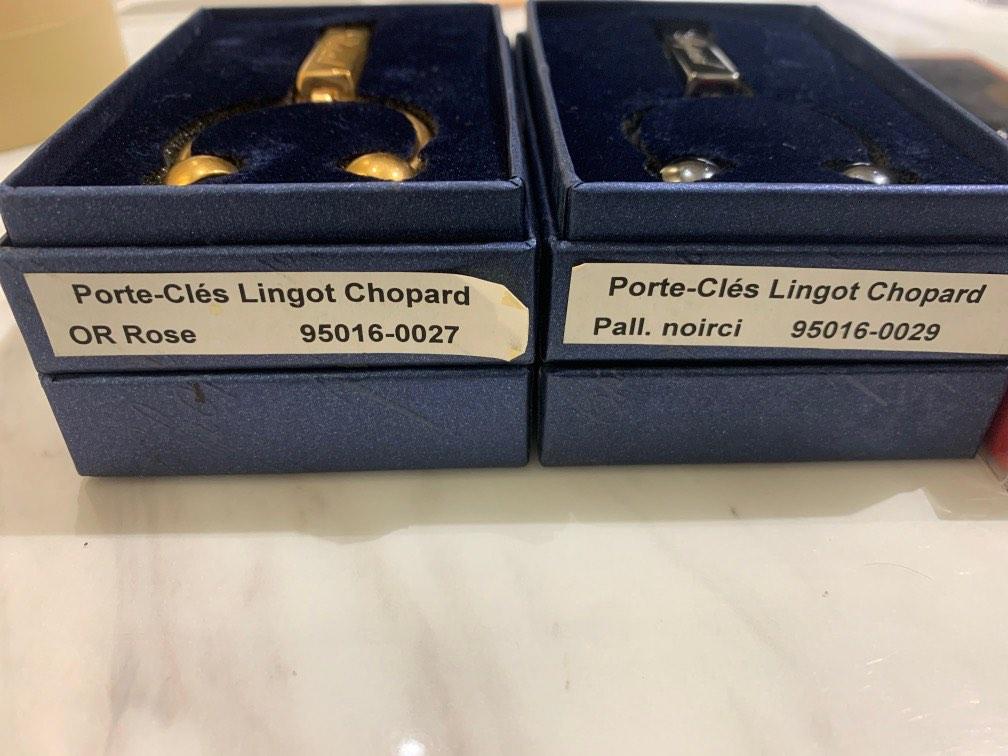 Porte-Clés Lingot Chopard
OR Rose 95016-0027
Porte-Clés Lingot Chopard
Pall. noirci 95016-0029